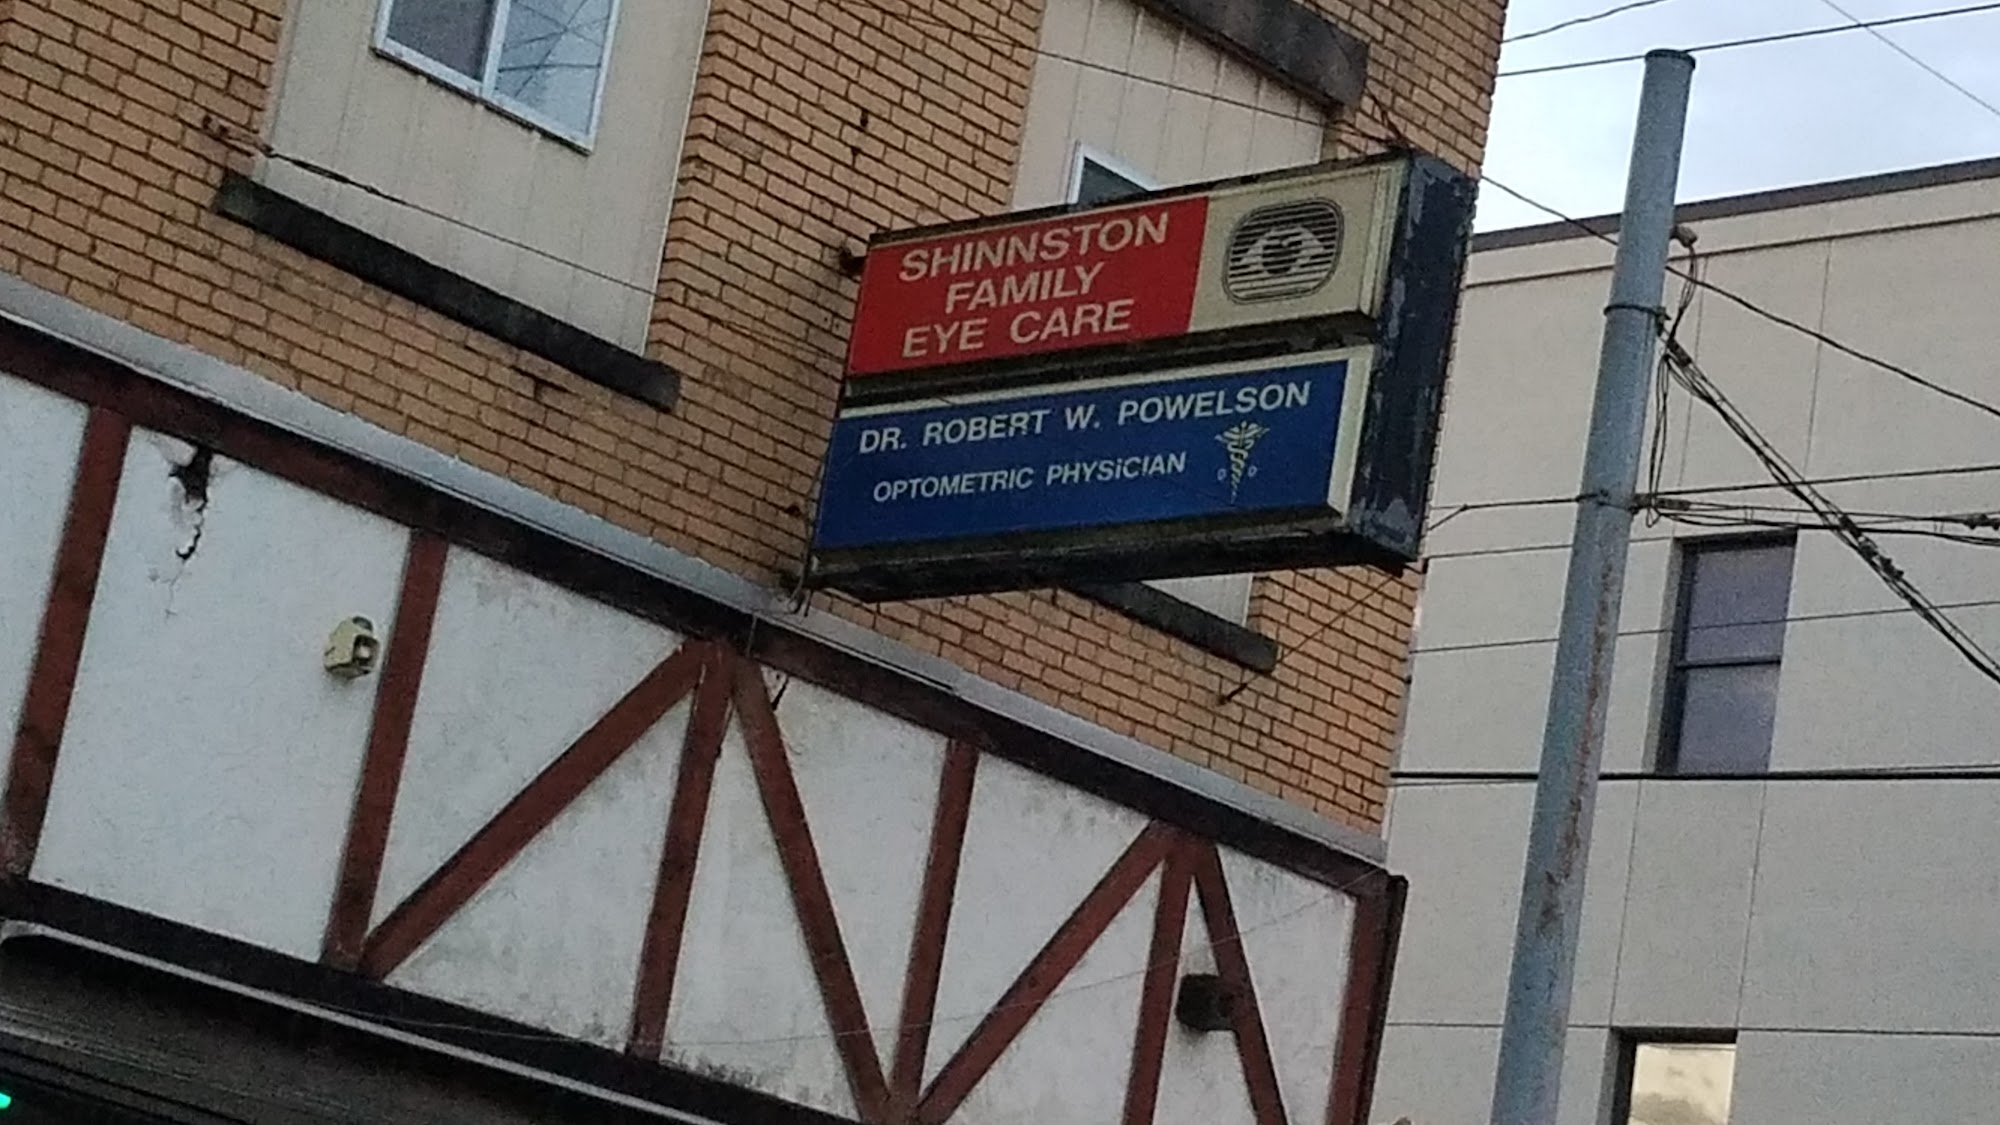 SHINNSTON
FAMILY
EYE CARE
DR. ROBERT W. POWELSON
OPTOMETRIC PHYSiCIAN
O D